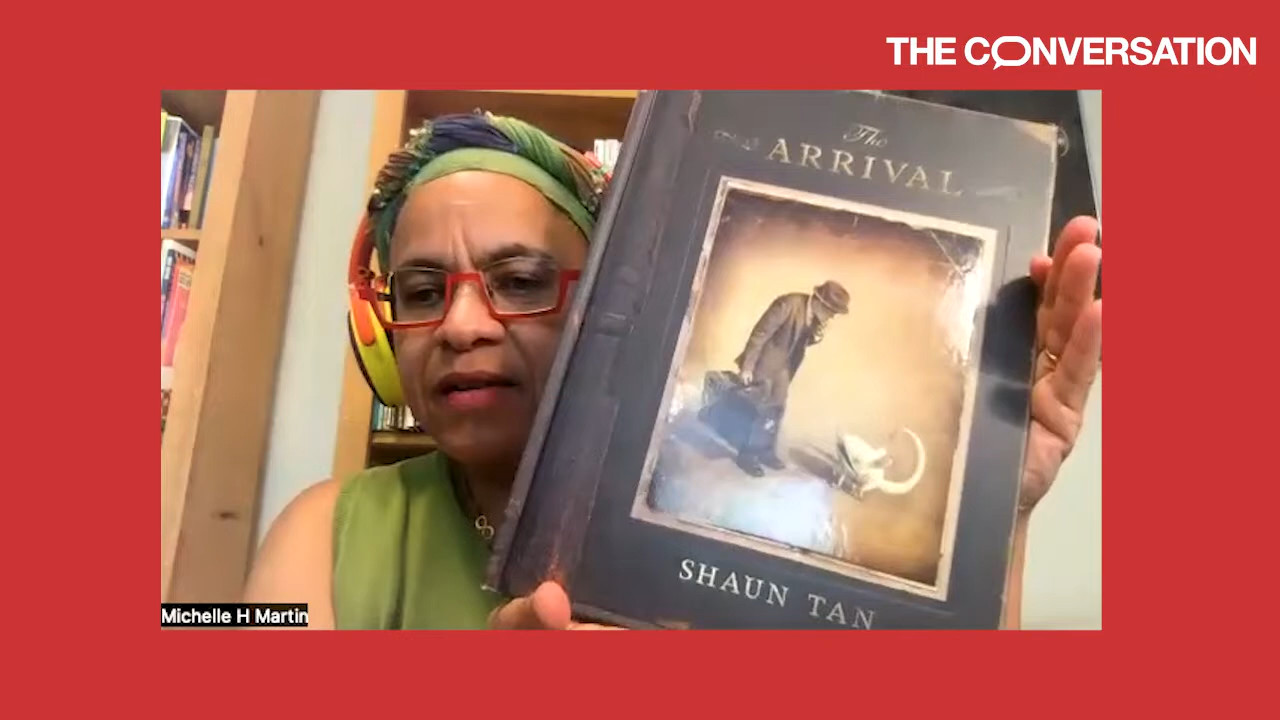 THE CONVERSATION
The
ARRIVAL
SHAUN TAN
Michelle H Martin